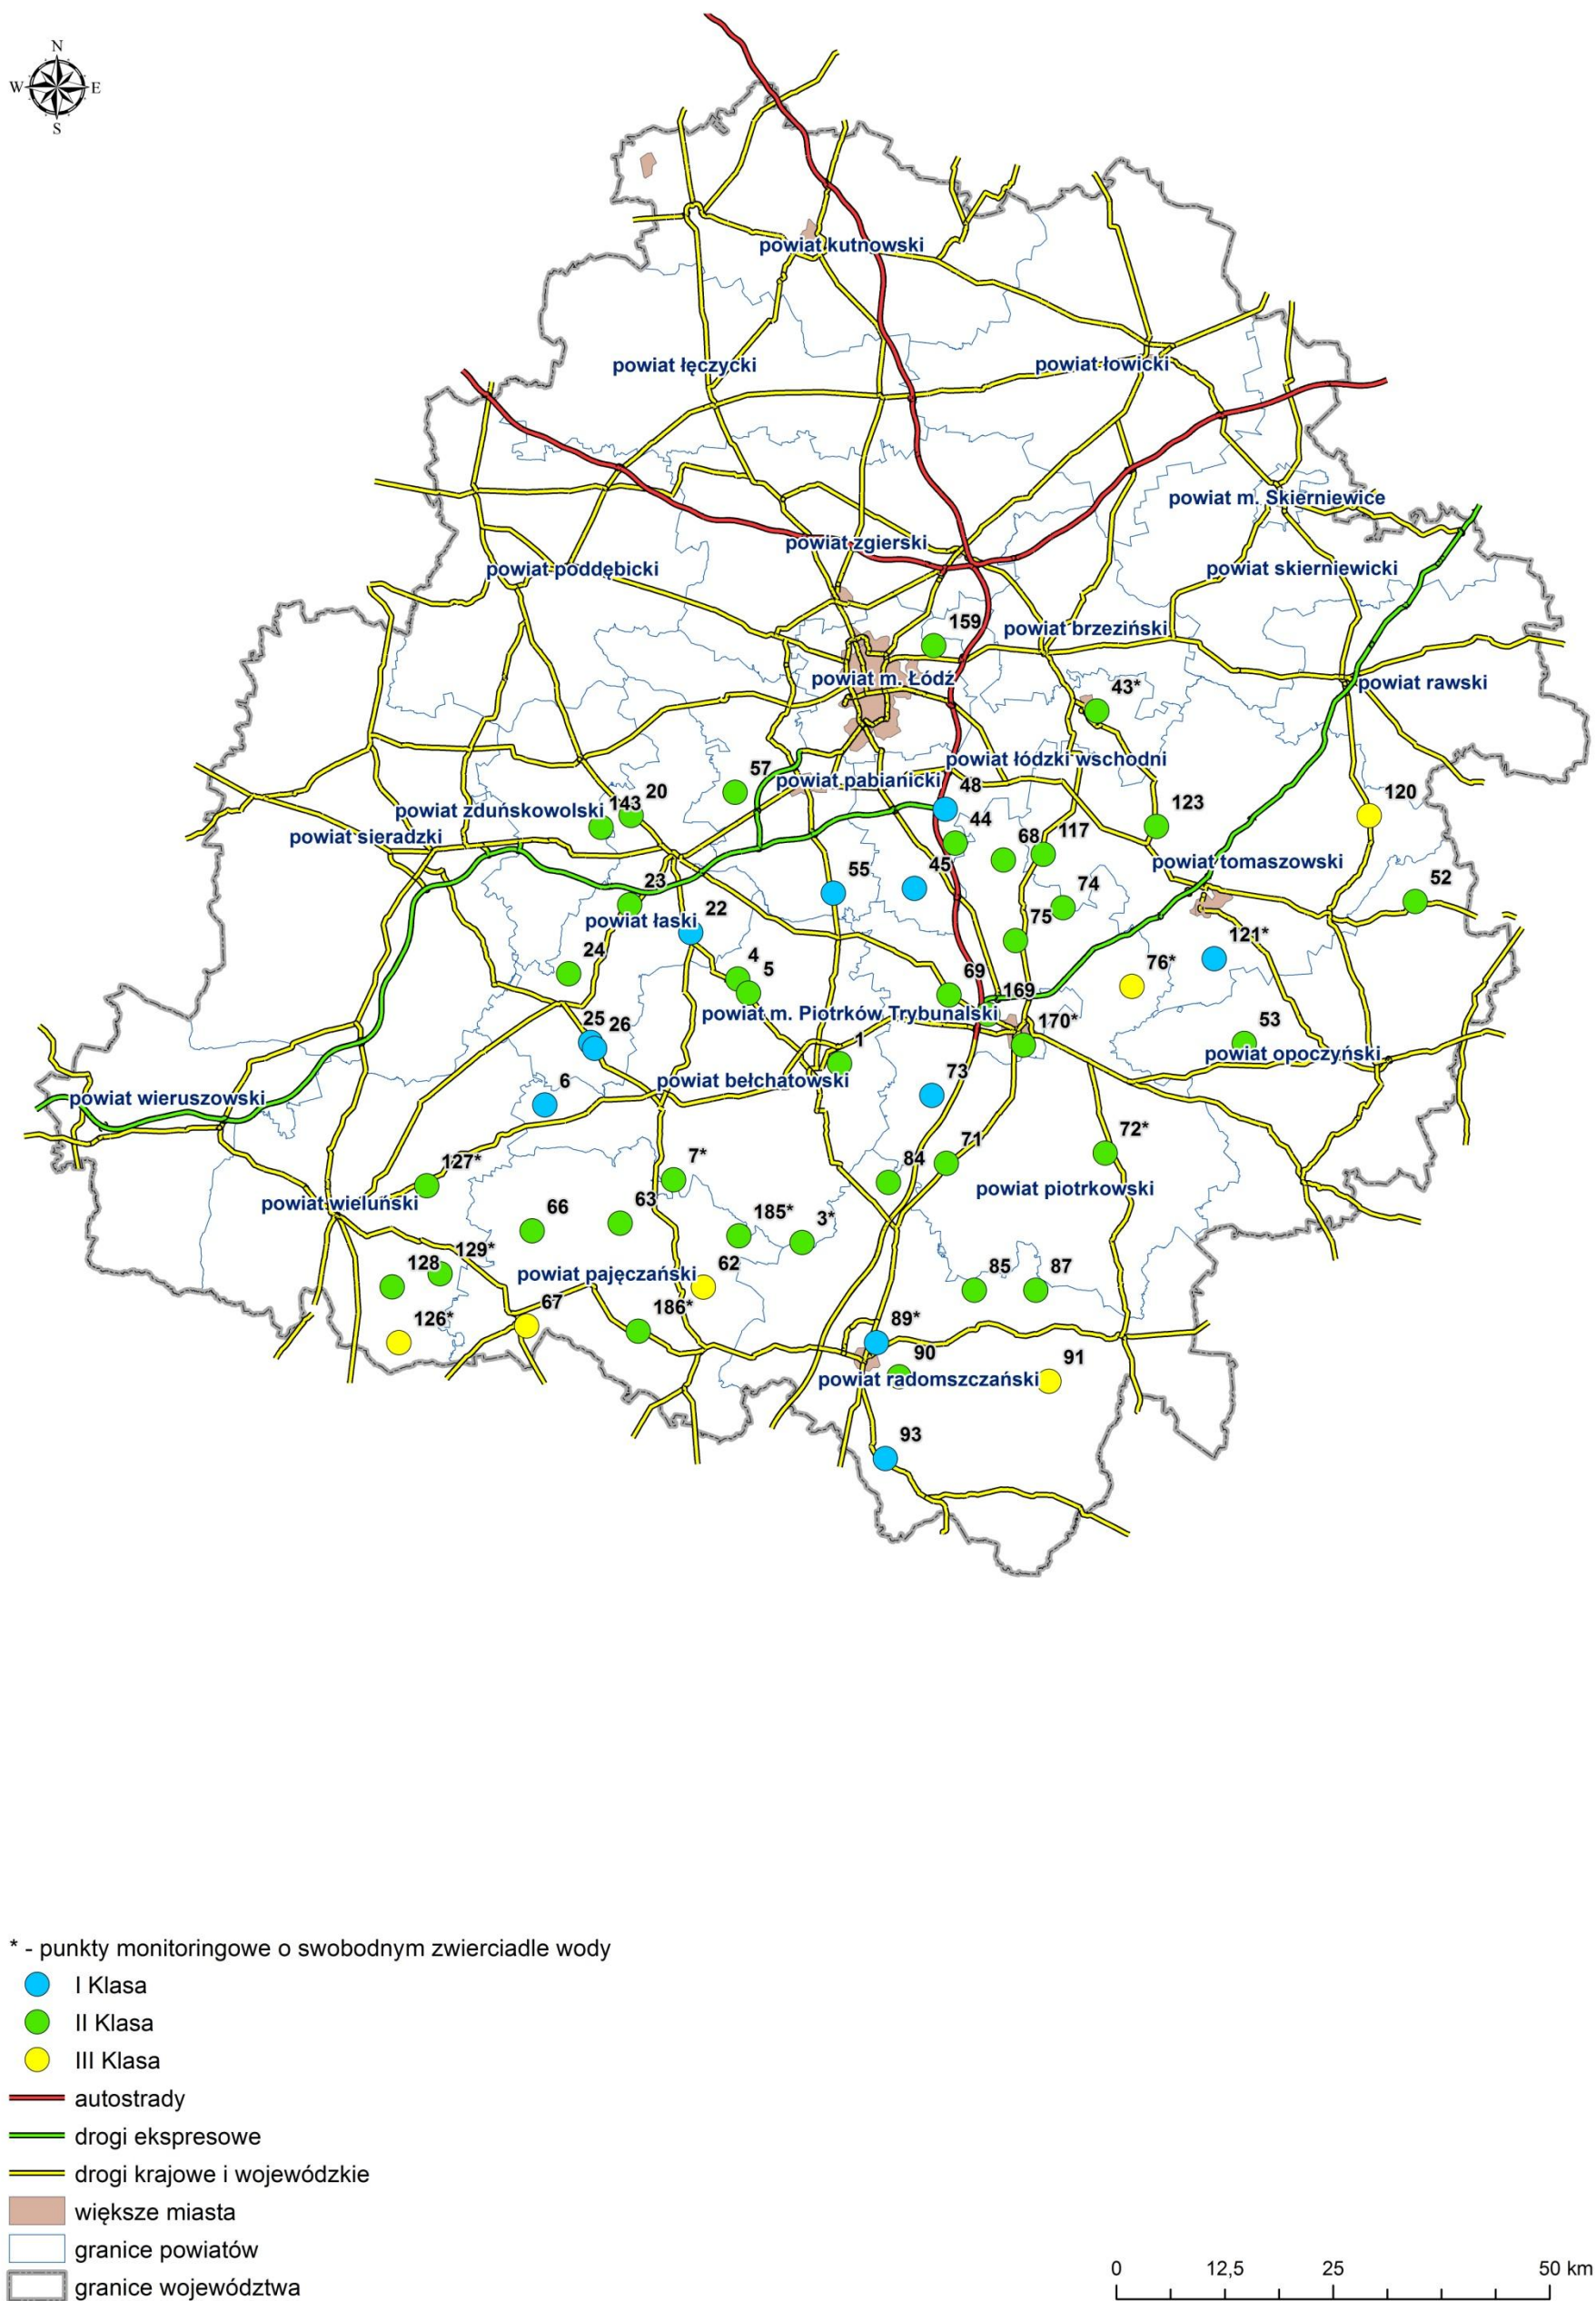 N
W E
S
powiat kutnowski
powiat łęczycki
powiat łowicki
powiat m. Skierniewice
powiat zgierski
powiat poddębicki
powiat skierniewicki
159
powiat brzeziński
powiat m. Łódź
43*
powiat rawski
powiat łódzki wschodni
57
powiat pabianicki
48
20
143
120
powiat zduńskowolski
123
powiat sieradzki
44
68
117
45
powiat tomaszowski
55
23
74
52
22
75
powiat łaski
121*
24
4
5
76*
69
169
powiat m. Piotrków Trybunalski
25
26
170*
53
1
powiat opoczyński
6
powiat bełchatowski
73
powiat wieruszowski
72*
71
7*
84
127*
powiat piotrkowski
powiat wieluński
66
63
185*
3*
129*
128
62
85
87
powiat pajęczański
67
186*
126*
89*
90
91
powiat radomszczański
93
* - punkty monitoringowe o swobodnym zwierciadle wody
I Klasa
II Klasa
III Klasa
autostrady
drogi ekspresowe
drogi krajowe i wojewódzkie
większe miasta
granice powiatów
granice województwa
0 12,5 25 50 km